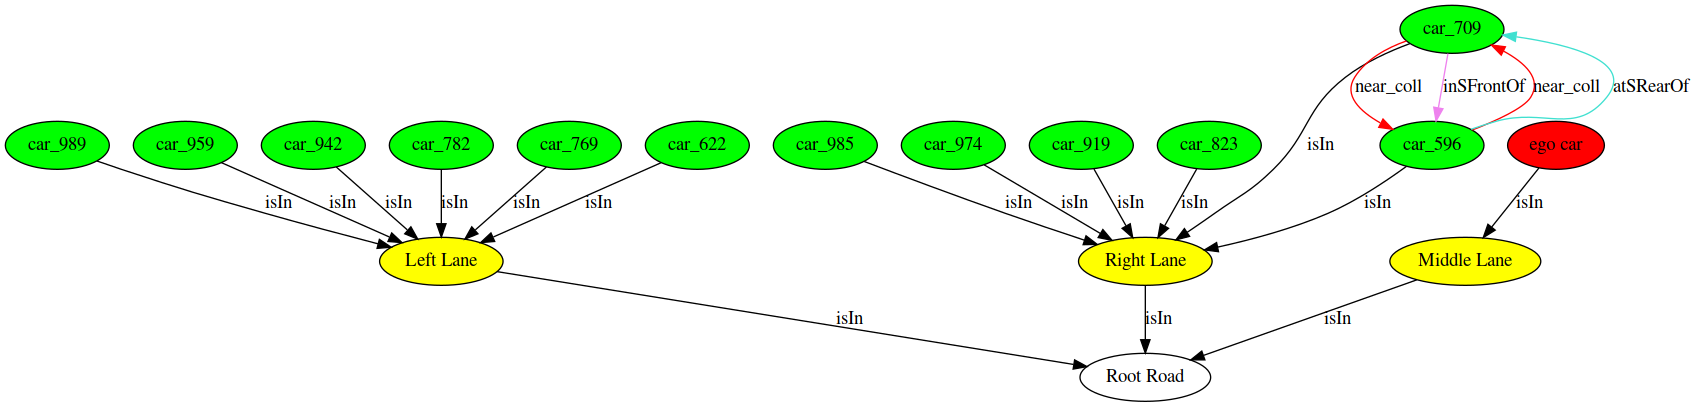 car_709
near_coll
inSFrontOf
near_coll
atSRearOf
car_989
car_959
car_942
car_782
car_769
car_622
car_985
car_974
car_919
car_823
isIn
car_596
ego car
isIn
isIn
isIn
isIn
isIn
isIn
isIn
isIn
isIn
isIn
isIn
isIn
Left Lane
Right Lane
Middle Lane
isIn
isIn
isIn
Root Road